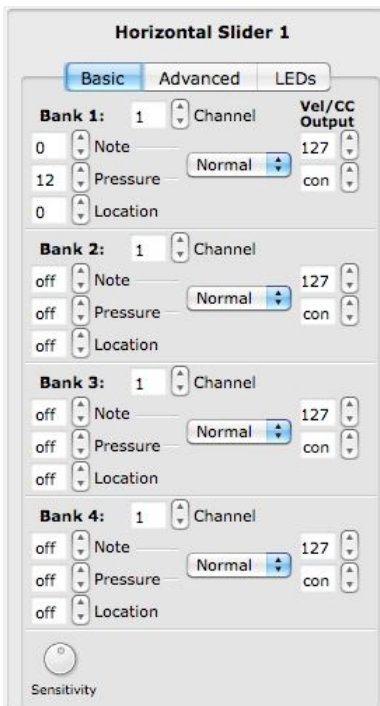 Horizontal Slider 1
Basic Advanced LEDs
Bank 1: 1 Channel Vel/CC Output
0 Note 127
Normal
12 Pressure con
0 Location
Bank 2: 1 Channel
off Note 127
Normal
off Pressure con
off Location
Bank 3: 1 Channel
off Note 127
Normal
off Pressure con
off Location
Bank 4: 1 Channel
off Note 127
Normal
off Pressure con
off Location
Sensitivity